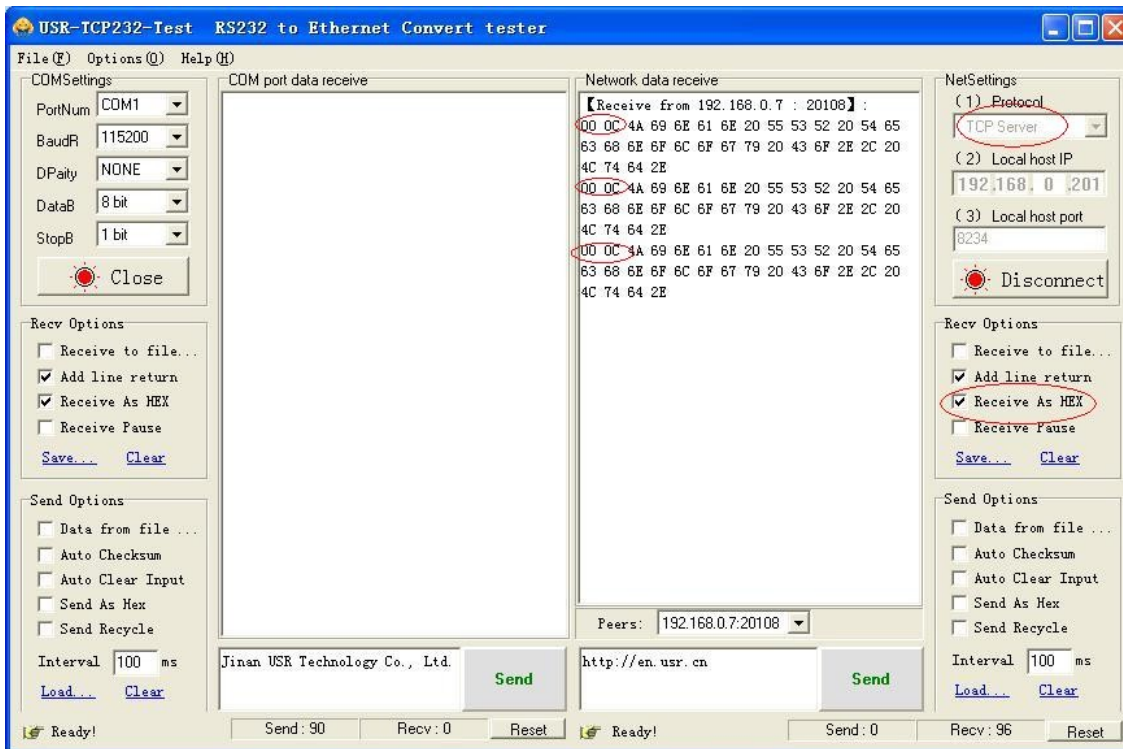 USR-TCP232-Test RS232 to Ethernet Convert tester
File(F) Options(O) Help(H)
COMSettings
PortNum COM1
BaudR 115200
DPaity NONE
DataB 8 bit
StopB 1 bit
Close
Recv Options
Receive to file...
Add line return
Receive As HEX
Receive Pause
Save... Clear
Send Options
Data from file ...
Auto Checksum
Auto Clear Input
Send As Hex
Send Recycle
Interval 100 ms
Load... Clear
COM port data receive
Jinan USR Technology Co., Ltd.
Send
Ready!
Send : 90 Recv : 0 Reset
Network data receive
【Receive from 192.168.0.7 : 20108】:
00 0C 4A 69 6E 61 6E 20 55 53 52 20 54 65
63 68 6E 6F 6C 6F 67 79 20 43 6F 2E 2C 20
4C 74 64 2E
00 0C 4A 69 6E 61 6E 20 55 53 52 20 54 65
63 68 6E 6F 6C 6F 67 79 20 43 6F 2E 2C 20
4C 74 64 2E
00 0C 4A 69 6E 61 6E 20 55 53 52 20 54 65
63 68 6E 6F 6C 6F 67 79 20 43 6F 2E 2C 20
4C 74 64 2E
Peers: 192.168.0.7:20108
http://en.usr.cn
Send
Ready!
Send : 0 Recv : 96 Reset
NetSettings
(1) Protocol
TCP Server
(2) Local host IP
192.168. 0 .201
(3) Local host port
8234
Disconnect
Recv Options
Receive to file...
Add line return
Receive As HEX
Receive Pause
Save... Clear
Send Options
Data from file ...
Auto Checksum
Auto Clear Input
Send As Hex
Send Recycle
Interval 100 ms
Load... Clear